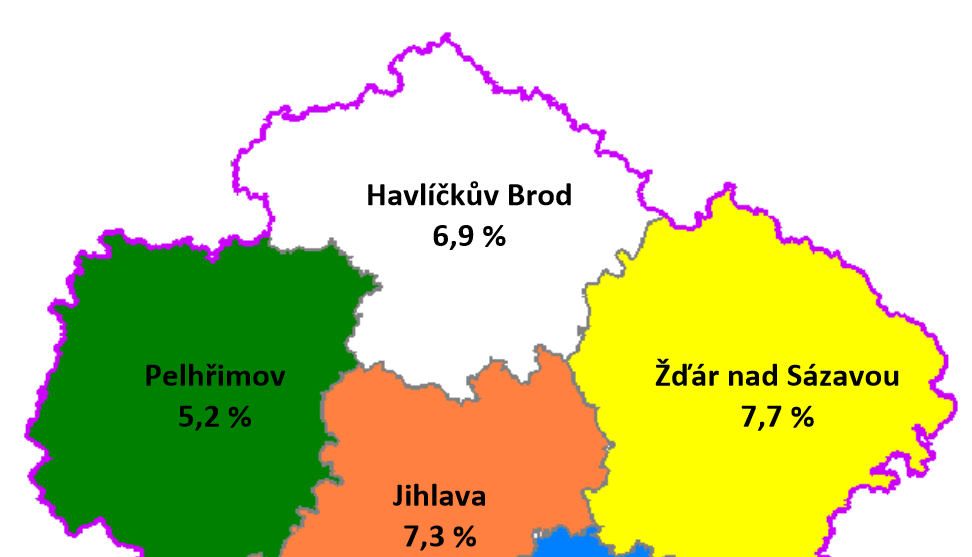 Havlíčkův Brod
6,9 %
Pelhřimov
5,2 %
Žďár nad Sázavou
7,7 %
Jihlava
7,3 %